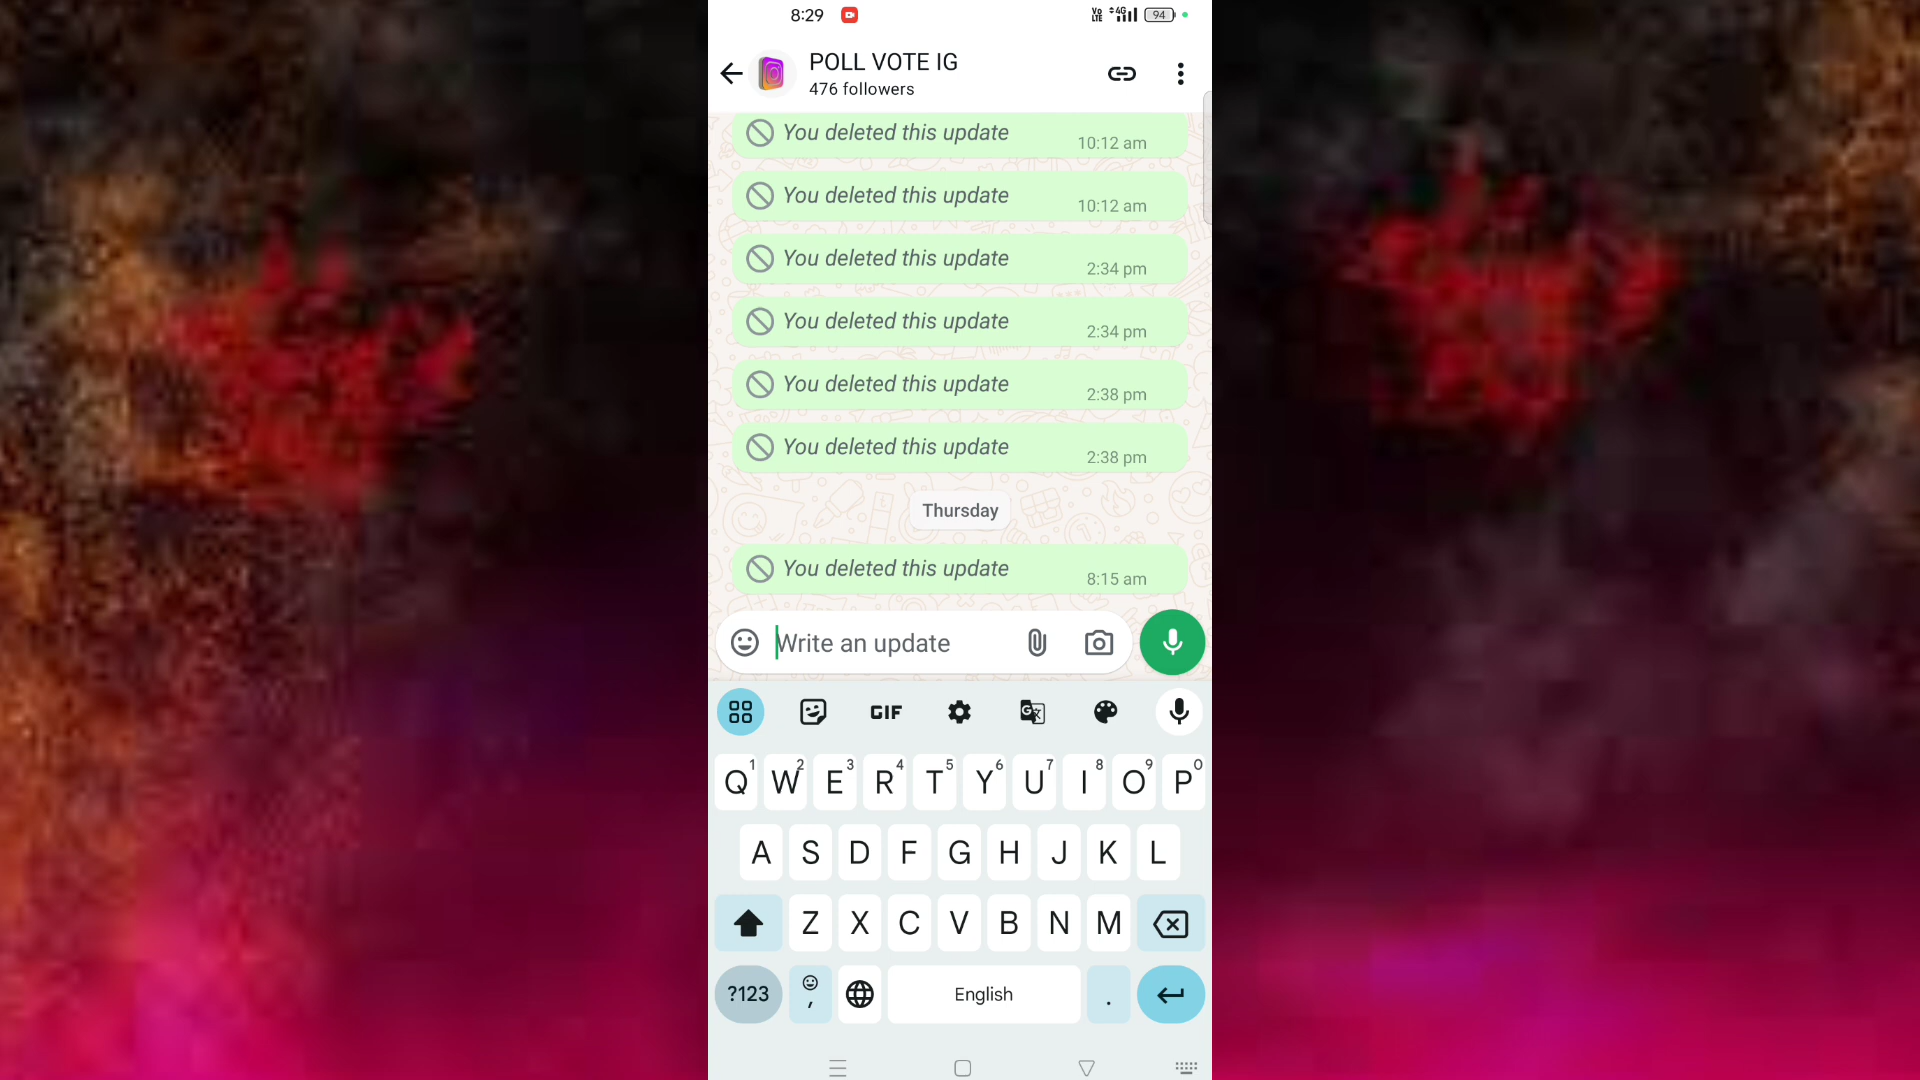 8:29
Vo LTE 4G 94
POLL VOTE IG
476 followers
You deleted this update
10:12 am
You deleted this update
10:12 am
You deleted this update
2:34 pm
You deleted this update
2:34 pm
You deleted this update
2:38 pm
You deleted this update
2:38 pm
Thursday
You deleted this update
8:15 am
Write an update
GIF
Q1 W2 E3 R4 T5 Y6 U7 I8 O9 P0
A S D F G H J K L
Z X C V B N M
?123 , English .